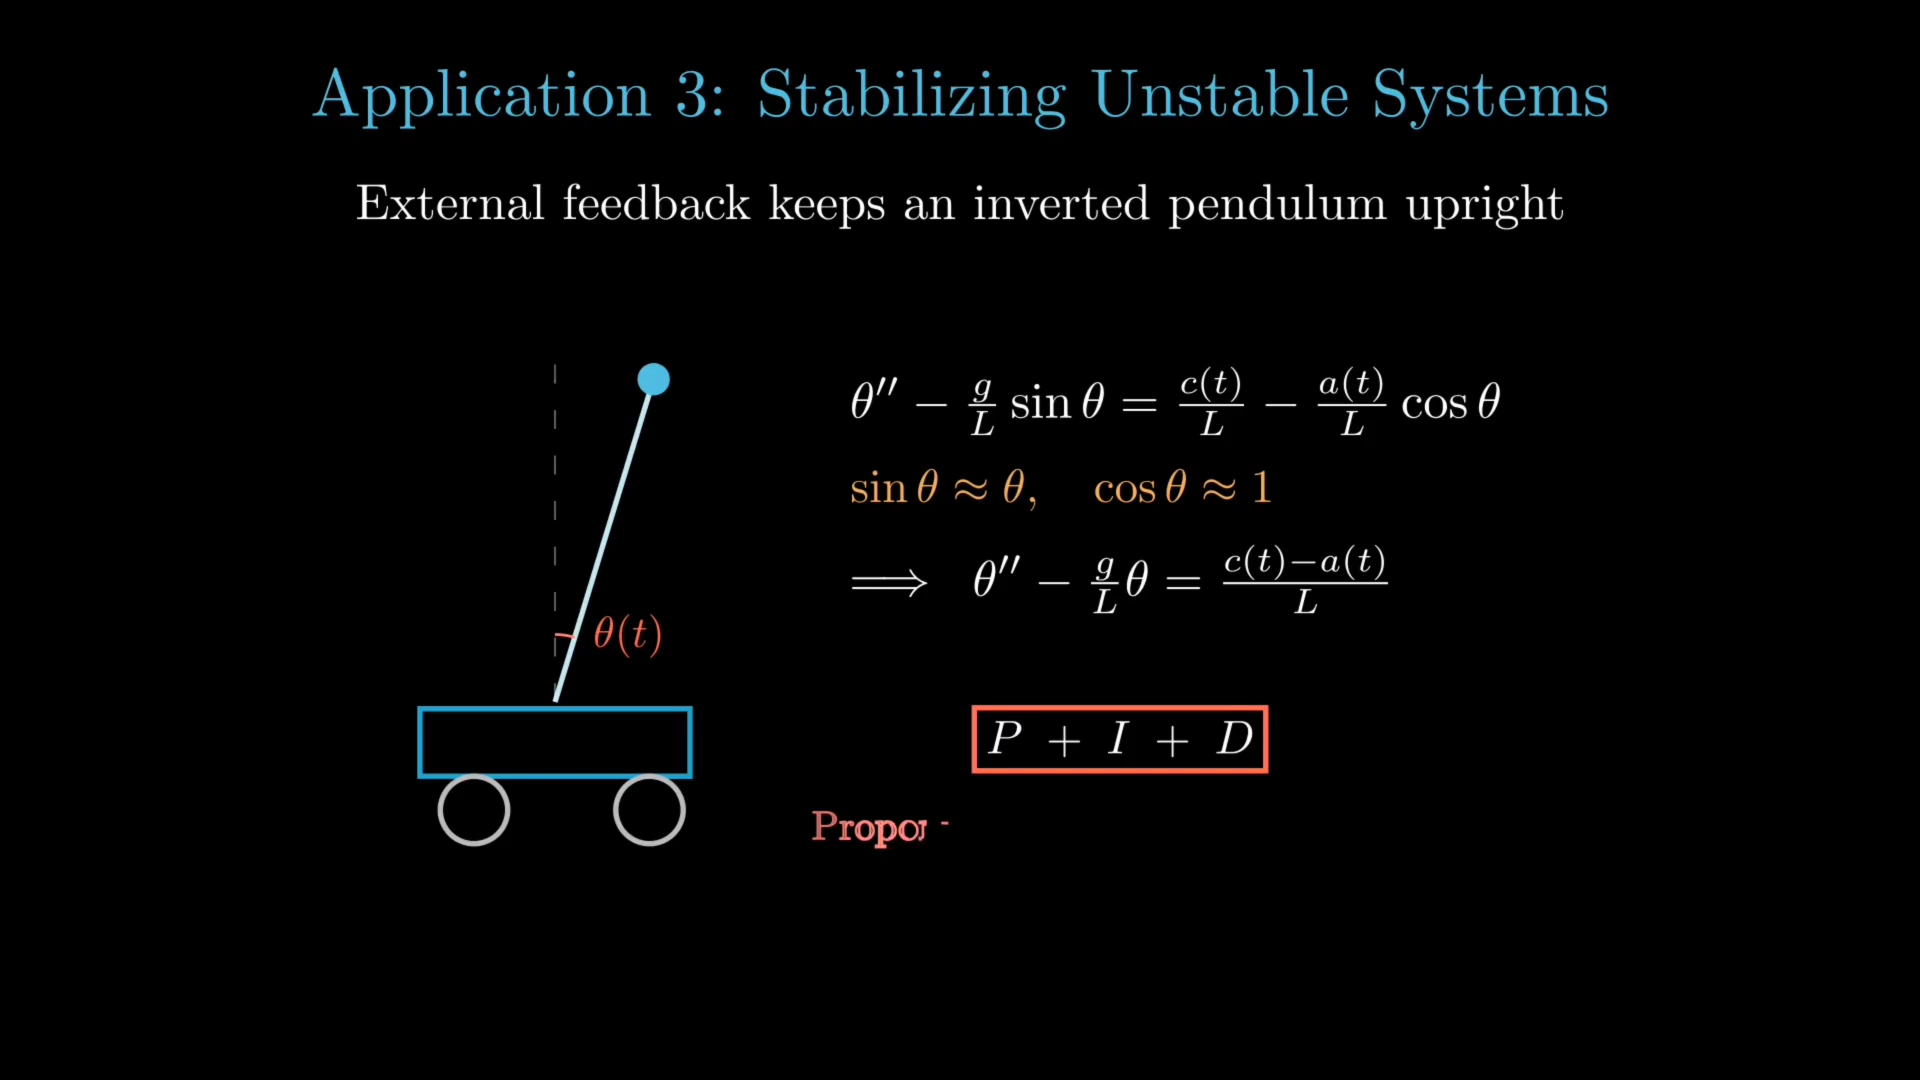 Application 3: Stabilizing Unstable Systems
External feedback keeps an inverted pendulum upright
θ′′ − g/L sin θ = c(t)/L − a(t)/L cos θ
sin θ ≈ θ, cos θ ≈ 1
⟹ θ′′ − g/L θ = c(t)−a(t)/L
θ(t)
P + I + D